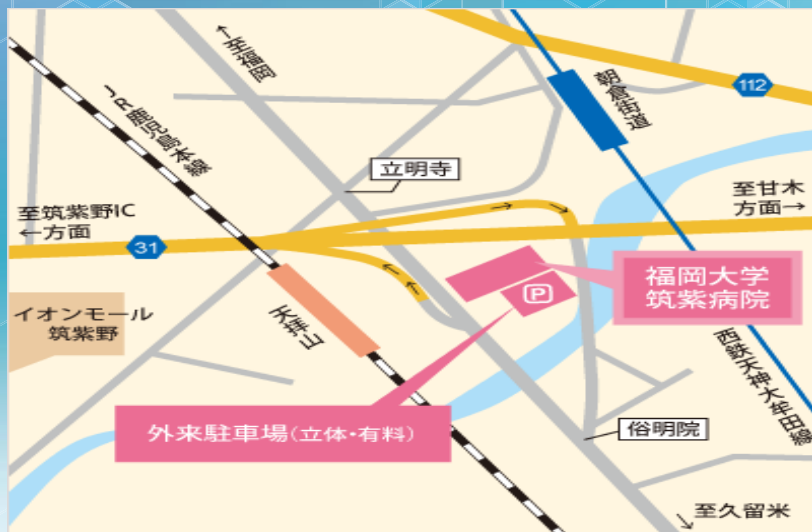 ↑至福岡
JR鹿児島本線
朝倉街道
112
立明寺
至筑紫野IC
←方面
31
至甘木
方面→
イオンモール
筑紫野
天拝山
P
福岡大学
筑紫病院
西鉄天神大牟田線
外来駐車場(立体・有料)
俗明院
↓至久留米